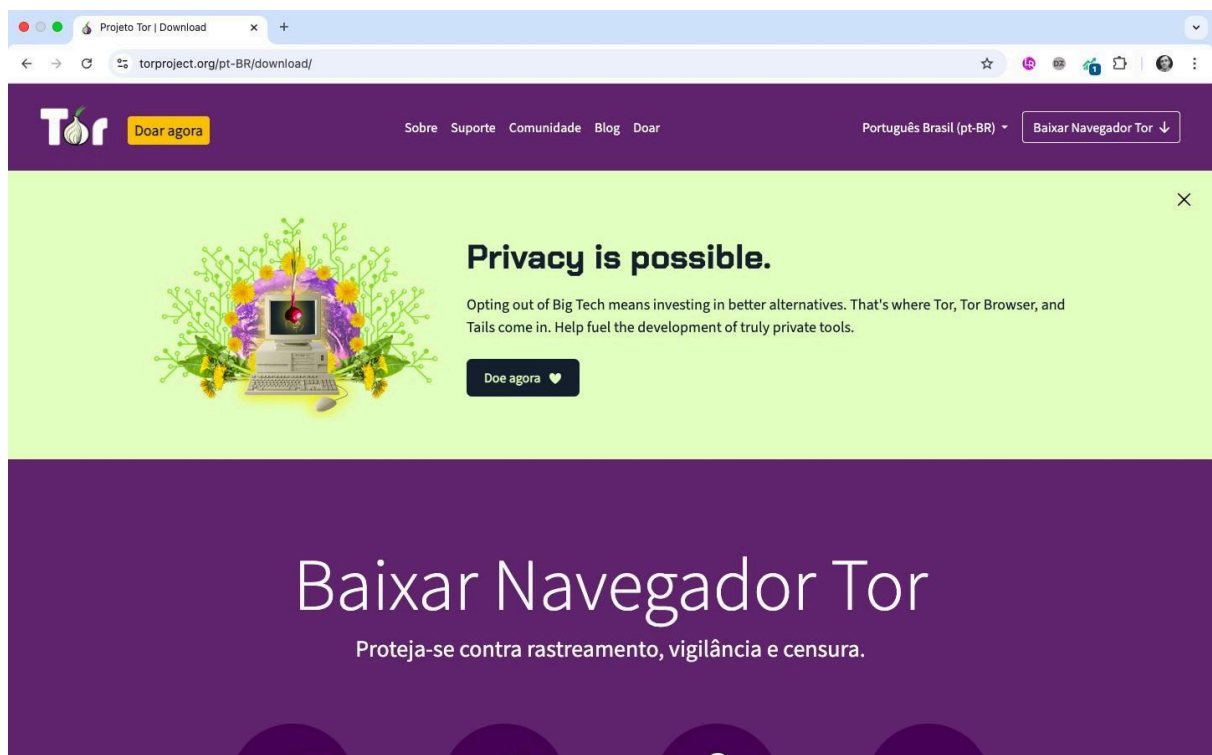 Projeto Tor | Download
torproject.org/pt-BR/download/
Tor
Doar agora
Sobre Suporte Comunidade Blog Doar
Português Brasil (pt-BR)
Baixar Navegador Tor
Privacy is possible.
Opting out of Big Tech means investing in better alternatives. That's where Tor, Tor Browser, and
Tails come in. Help fuel the development of truly private tools.
Doe agora
Baixar Navegador Tor
Proteja-se contra rastreamento, vigilância e censura.